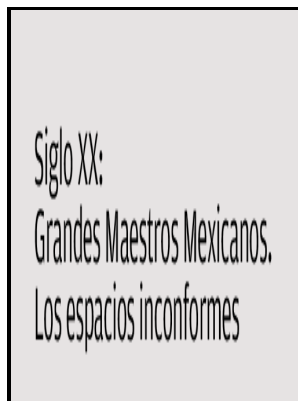 Siglo XX:
Grandes Maestros Mexicanos.
Los espacios inconformes